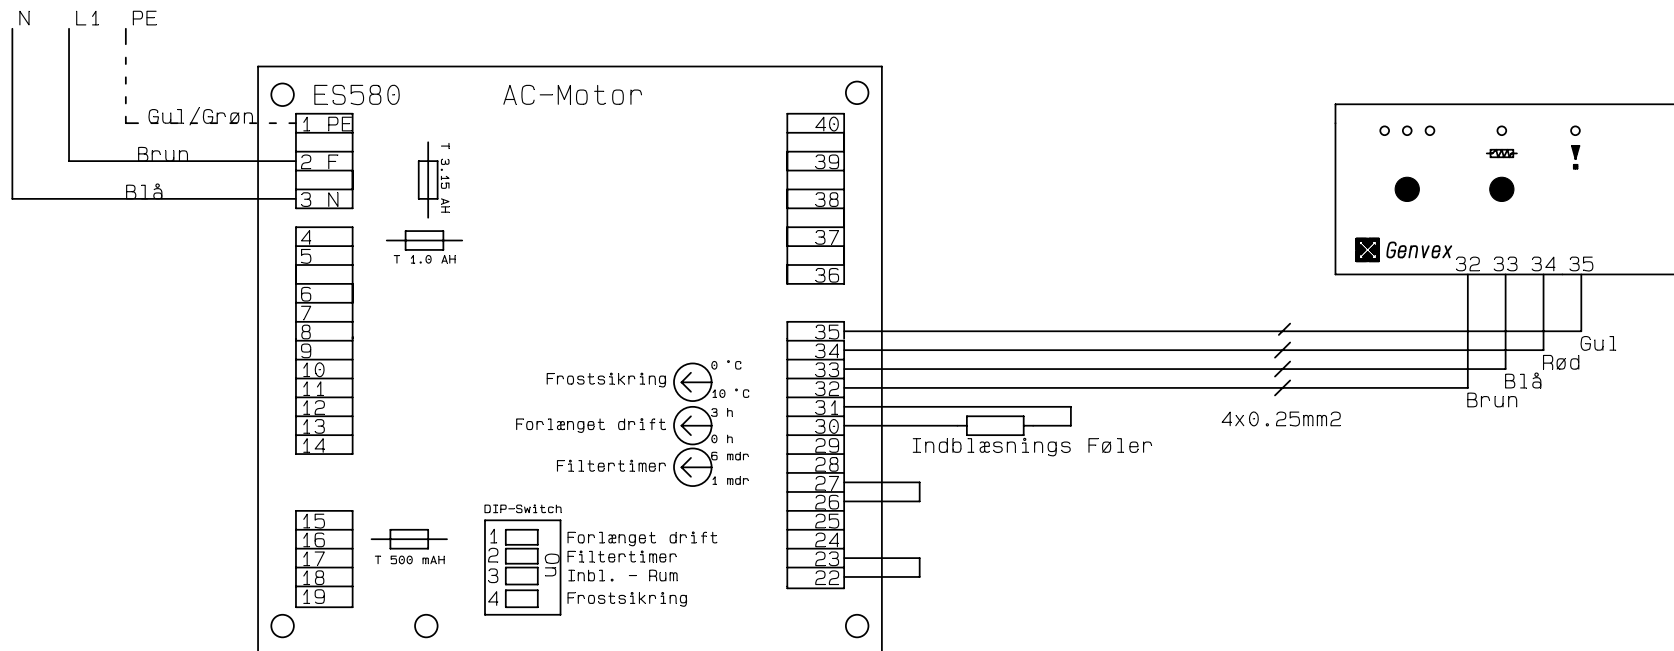 N L1 PE
ES580 AC-Motor
Gul/Grøn
Brun
Blå
1 PE
2 F
3 N
T 3.15 AH
T 1.0 AH
4
5
6
7
8
9
10
11
12
13
14
15
16
17
18
19
T 500 mAH
Frostsikring
0 °C
10 °C
Forlænget drift
3 h
0 h
Filtertimer
6 mdr
1 mdr
DIP-Switch
1 Forlænget drift
2 Filtertimer
3 Inbl. - Rum
4 Frostsikring
On
40
39
38
37
36
35
34
33
32
31
30
29
28
27
26
25
24
23
22
Indblæsnings Føler
4x0.25mm2
!
Genvex
32 33 34 35
Gul
Rød
Blå
Brun